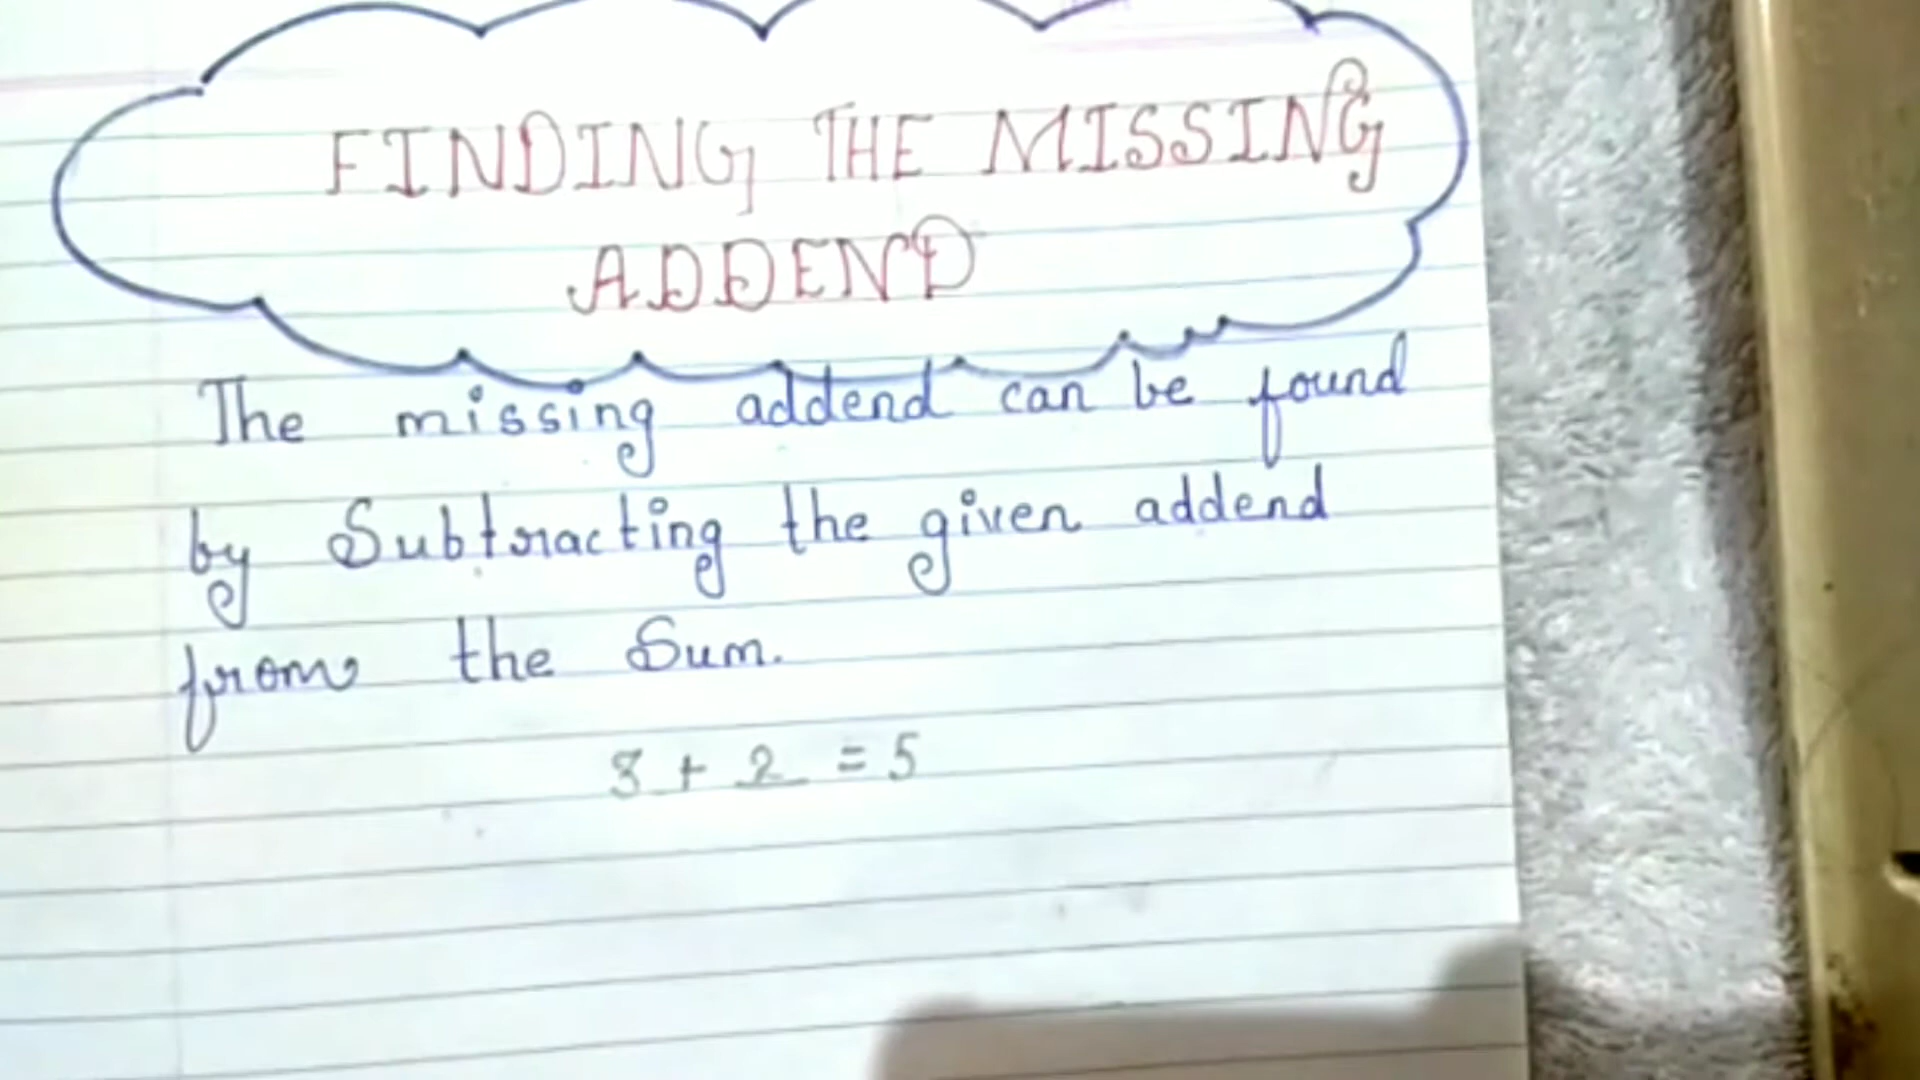 FINDING THE MISSING
ADDEND
The missing addend can be found
by Subtracting the given addend
from the Sum.
3 + 2 = 5